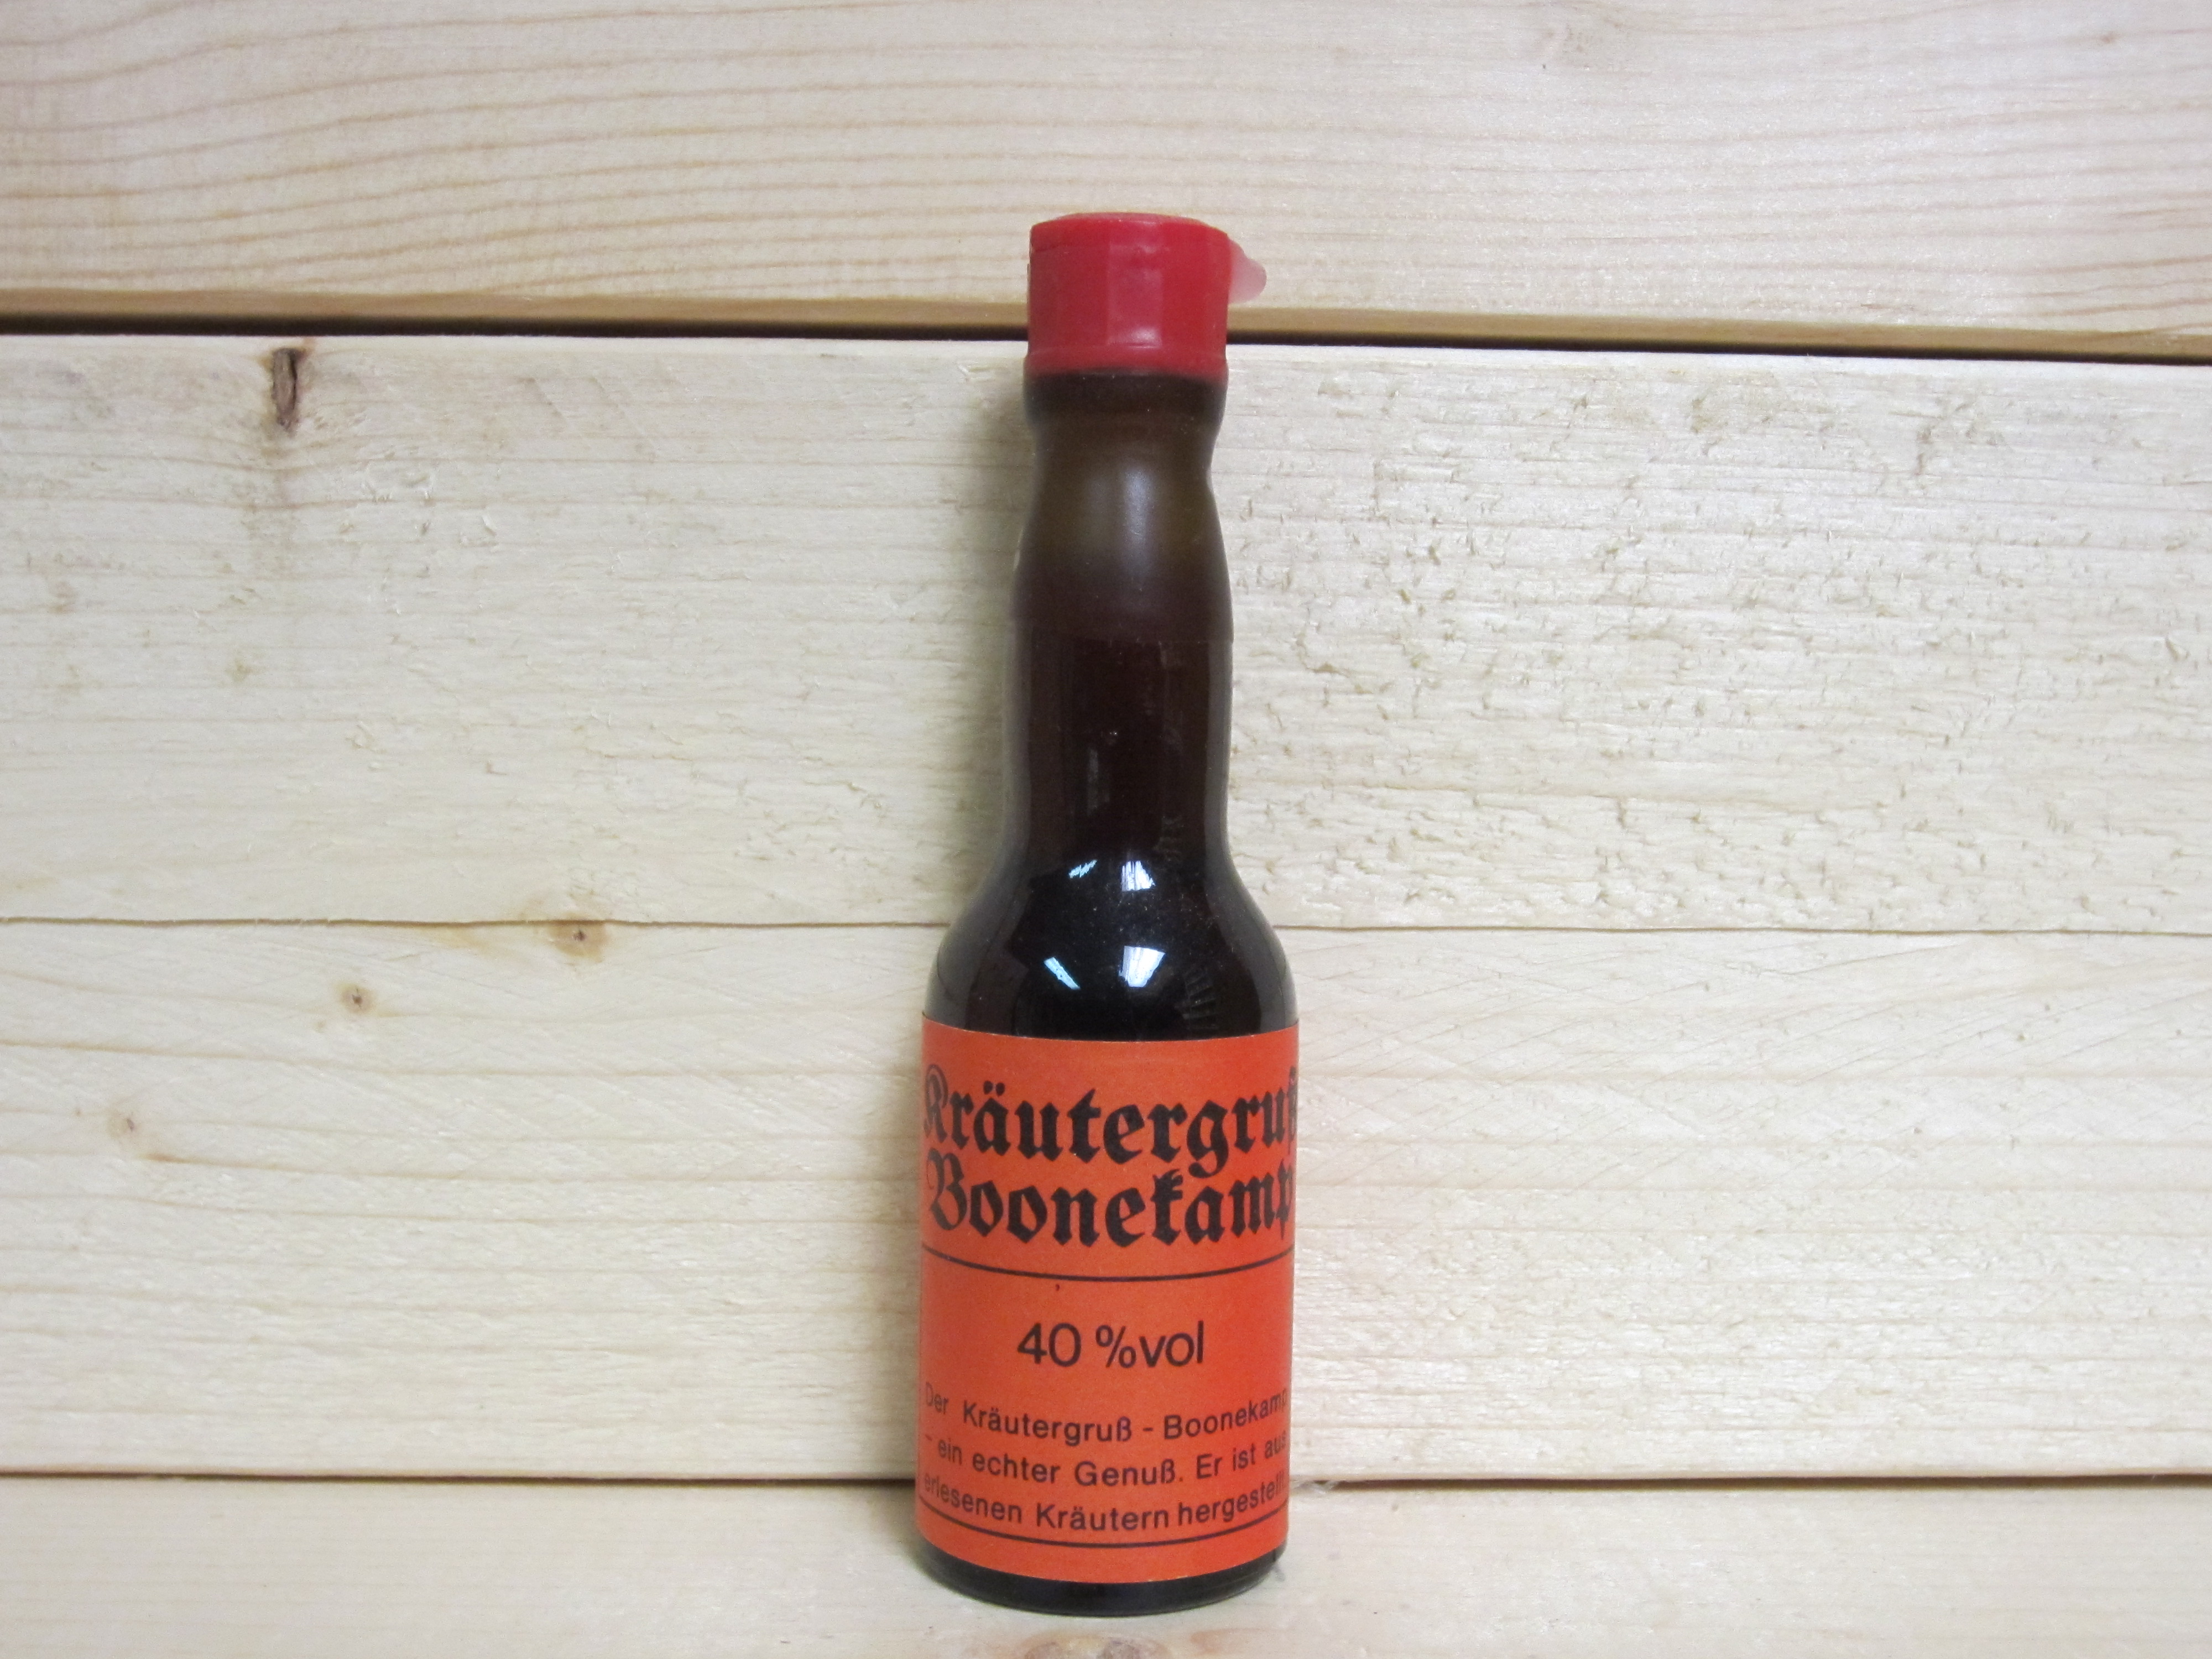 Kräutergruß
Boonekamp
40 %vol
Der Kräutergruß - Boonekamp
- ein echter Genuß. Er ist aus
erlesenen Kräutern hergestellt